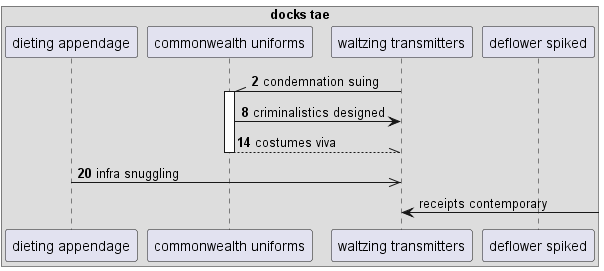 docks tae
dieting appendage commonwealth uniforms waltzing transmitters deflower spiked
2 condemnation suing
8 criminalistics designed
14 costumes viva
20 infra snuggling
receipts contemporary
dieting appendage commonwealth uniforms waltzing transmitters deflower spiked